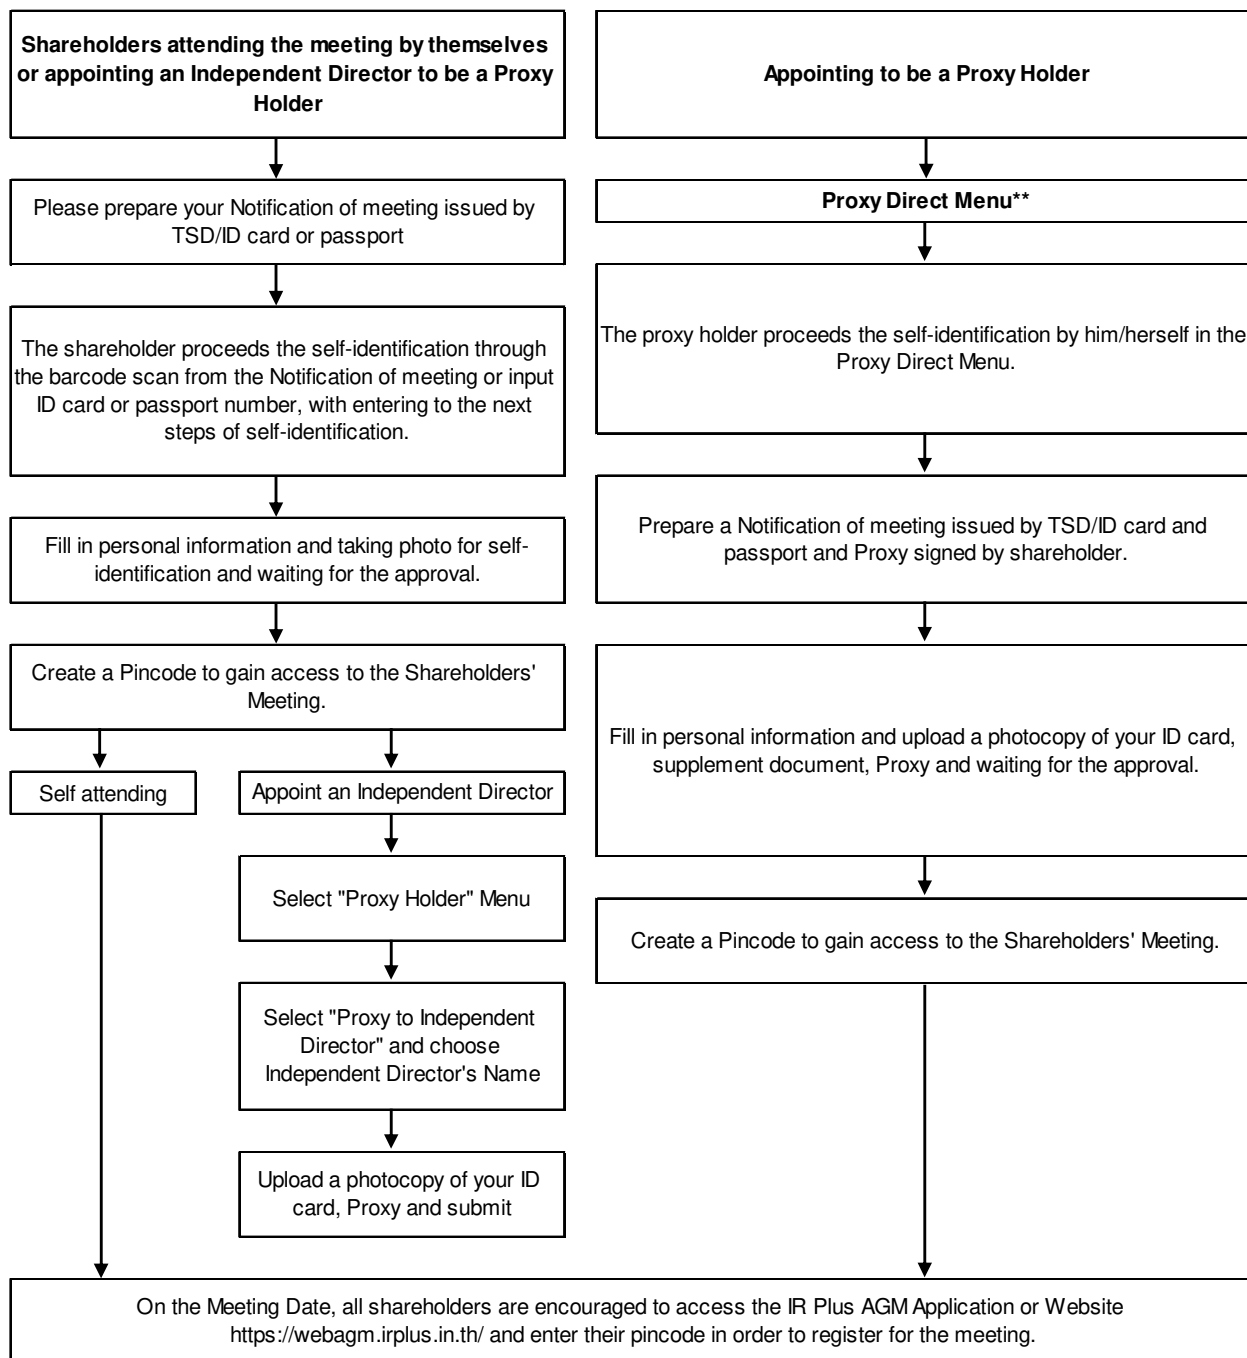 Shareholders attending the meeting by themselves
or appointing an Independent Director to be a Proxy
Holder
Please prepare your Notification of meeting issued by
TSD/ID card or passport
The shareholder proceeds the self-identification through
the barcode scan from the Notification of meeting or input
ID card or passport number, with entering to the next
steps of self-identification.
Fill in personal information and taking photo for self-
identification and waiting for the approval.
Create a Pincode to gain access to the Shareholders'
Meeting.
Self attending
Appoint an Independent Director
Select "Proxy Holder" Menu
Select "Proxy to Independent
Director" and choose
Independent Director's Name
Upload a photocopy of your ID
card, Proxy and submit
Appointing to be a Proxy Holder
Proxy Direct Menu**
The proxy holder proceeds the self-identification by him/herself in the
Proxy Direct Menu.
Prepare a Notification of meeting issued by TSD/ID card and
passport and Proxy signed by shareholder.
Fill in personal information and upload a photocopy of your ID card,
supplement document, Proxy and waiting for the approval.
Create a Pincode to gain access to the Shareholders' Meeting.
On the Meeting Date, all shareholders are encouraged to access the IR Plus AGM Application or Website
https://webagm.irplus.in.th/ and enter their pincode in order to register for the meeting.